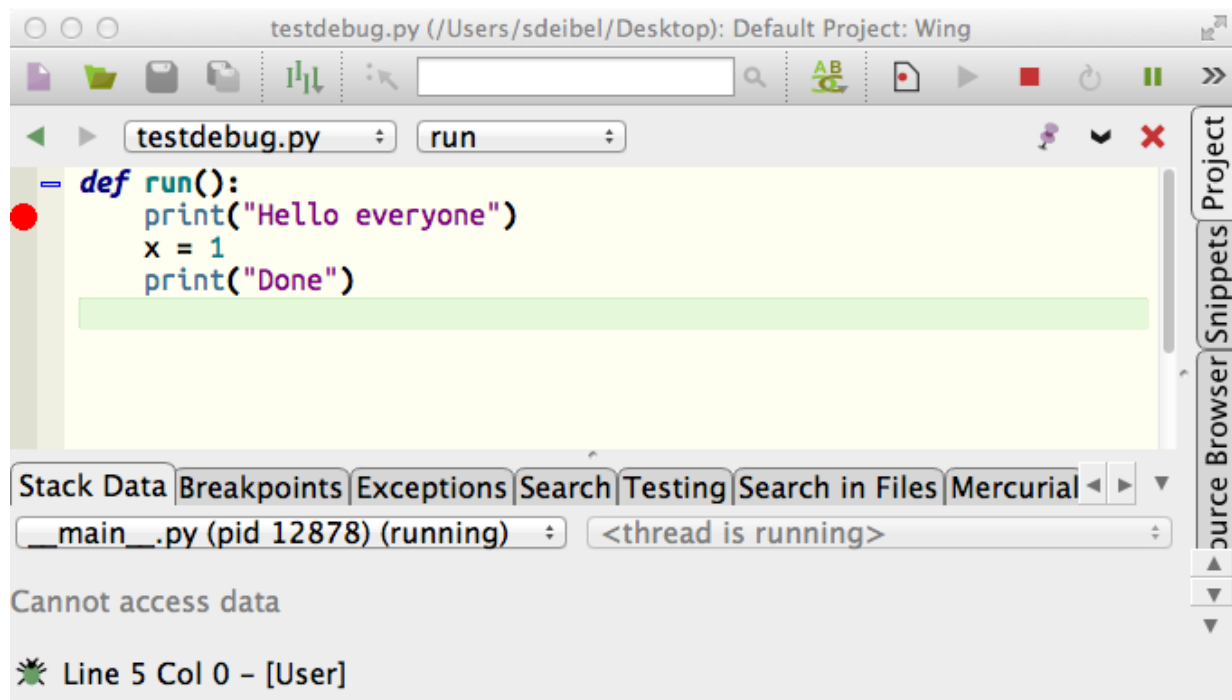 testdebug.py (/Users/sdeibel/Desktop): Default Project: Wing
AB
testdebug.py run
def run():
    print("Hello everyone")
    x = 1
    print("Done")
Project
Snippets
ource Browser
Stack Data Breakpoints Exceptions Search Testing Search in Files Mercurial
__main__.py (pid 12878) (running) <thread is running>
Cannot access data
Line 5 Col 0 – [User]